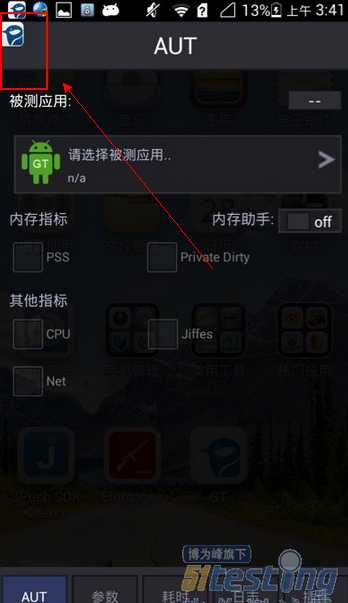 13% 上午 3:41
AUT
被测应用:
--
GT
请选择被测应用..
n/a
内存指标
内存助手:
off
PSS
Private Dirty
其他指标
CPU
Jiffes
Net
GT
博为峰旗下
51testing
AUT
参数
耗时
日志
插件